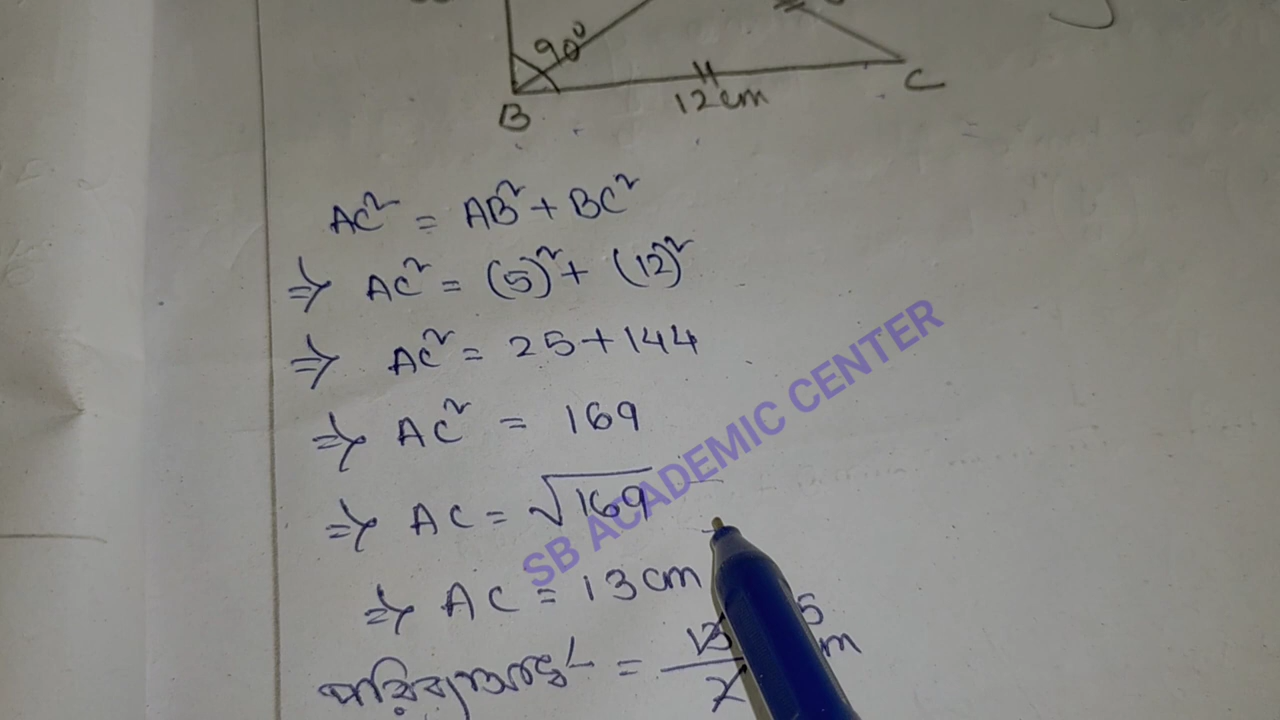 90°
B
12 cm
C
AC² = AB² + BC²
⇒ AC² = (5)² + (12)²
⇒ AC² = 25 + 144
⇒ AC² = 169
⇒ AC = √169
⇒ AC = 13 cm
পরিব্যাসার্ধ =
SB ACADEMIC CENTER